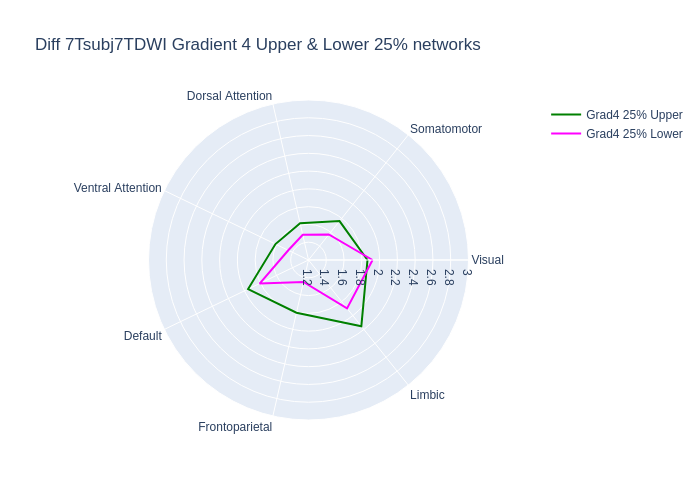 Diff 7Tsubj7TDWI Gradient 4 Upper & Lower 25% networks
Dorsal Attention
Somatomotor
Ventral Attention
Visual
Default
Limbic
Frontoparietal
1.2
1.4
1.6
1.8
2
2.2
2.4
2.6
2.8
3
Grad4 25% Upper
Grad4 25% Lower